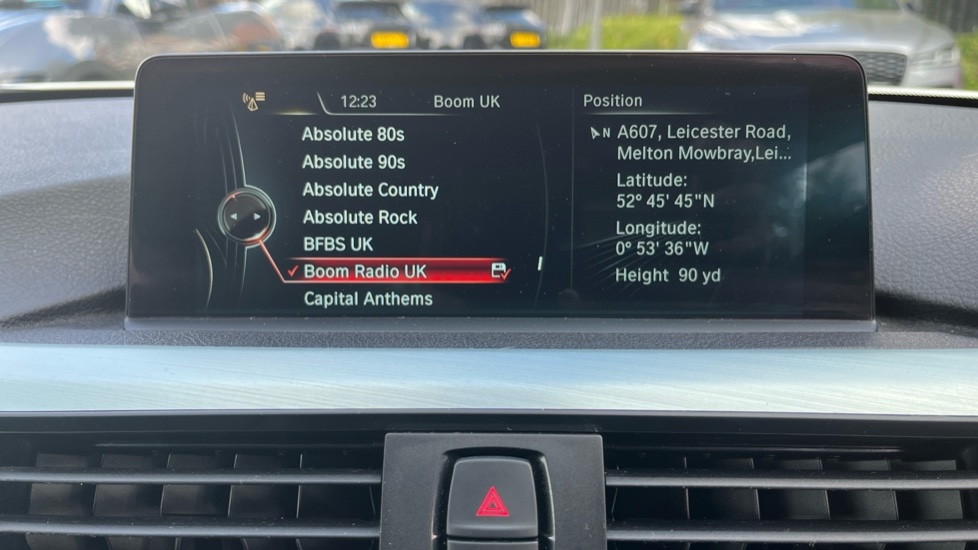 12:23 Boom UK
Absolute 80s
Absolute 90s
Absolute Country
Absolute Rock
BFBS UK
Boom Radio UK
Capital Anthems
Position
N A607, Leicester Road,
Melton Mowbray,Lei...
Latitude:
52° 45' 45"N
Longitude:
0° 53' 36"W
Height 90 yd